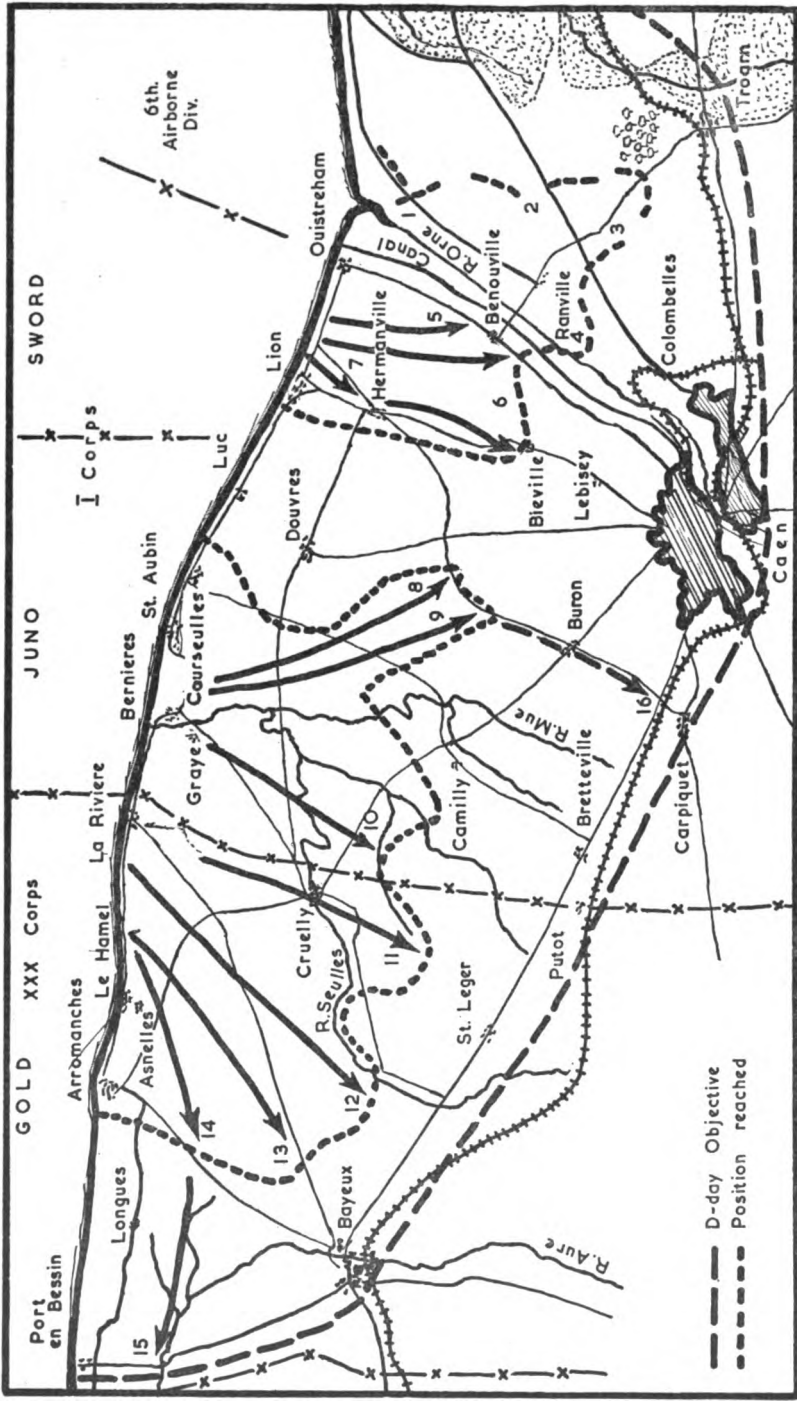 GOLD
JUNO
SWORD
XXX Corps
I Corps
6th.
Airborne
Div.
Port
en Bessin
Arromanches
Le Hamel
La Riviere
Bernieres
St. Aubin
Luc
Lion
Ouistreham
Longues
Asnelles
Graye
Courseulles
Douvres
Hermanville
Canal
R. Orne
Benouville
Ranville
Colombelles
Troarn
15
14
13
12
11
10
9
8
7
6
5
4
3
2
1
16
Bayeux
R. Aure
R. Seulles
Cruelly
St. Leger
Putot
Camilly
Bretteville
R. Mue
Buron
Carpiquet
Bieville
Lebisey
Caen
D-day Objective
Position reached